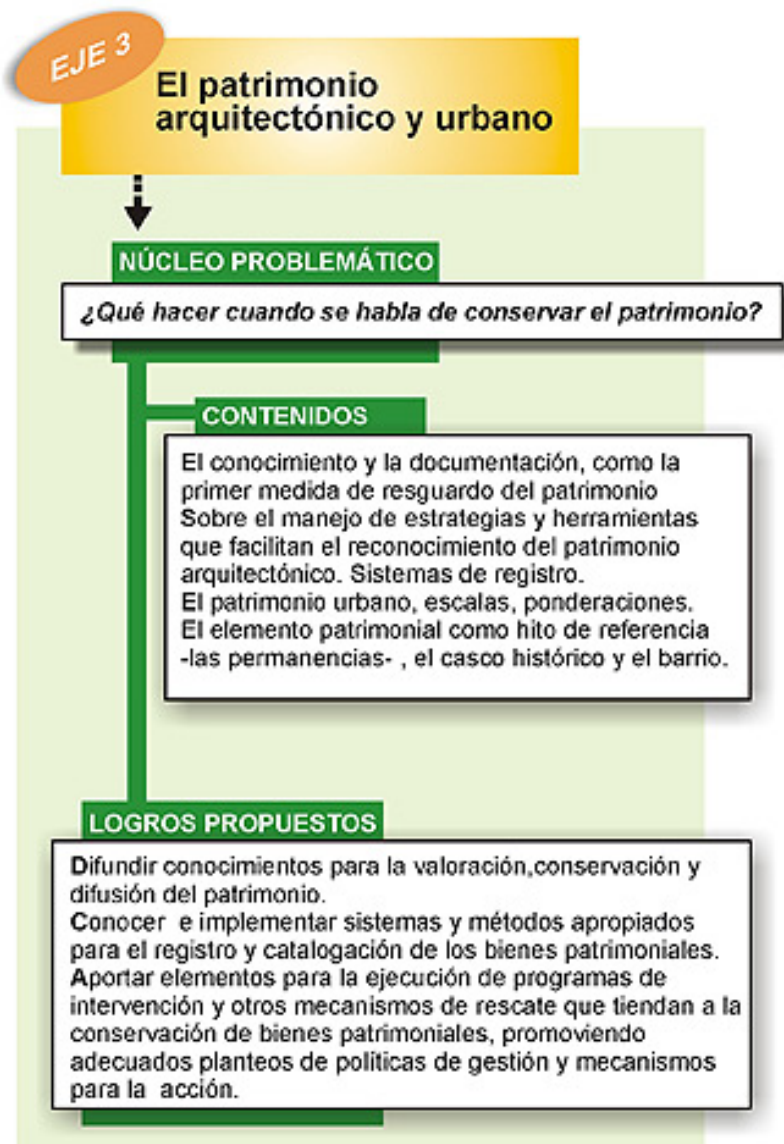 EJE 3
El patrimonio
arquitectónico y urbano
NÚCLEO PROBLEMÁTICO
¿Qué hacer cuando se habla de conservar el patrimonio?
CONTENIDOS
El conocimiento y la documentación, como la
primer medida de resguardo del patrimonio
Sobre el manejo de estrategias y herramientas
que facilitan el reconocimiento del patrimonio
arquitectónico. Sistemas de registro.
El patrimonio urbano, escalas, ponderaciones.
El elemento patrimonial como hito de referencia
-las permanencias- , el casco histórico y el barrio.
LOGROS PROPUESTOS
Difundir conocimientos para la valoración,conservación y
difusión del patrimonio.
Conocer e implementar sistemas y métodos apropiados
para el registro y catalogación de los bienes patrimoniales.
Aportar elementos para la ejecución de programas de
intervención y otros mecanismos de rescate que tiendan a la
conservación de bienes patrimoniales, promoviendo
adecuados planteos de políticas de gestión y mecanismos
para la acción.